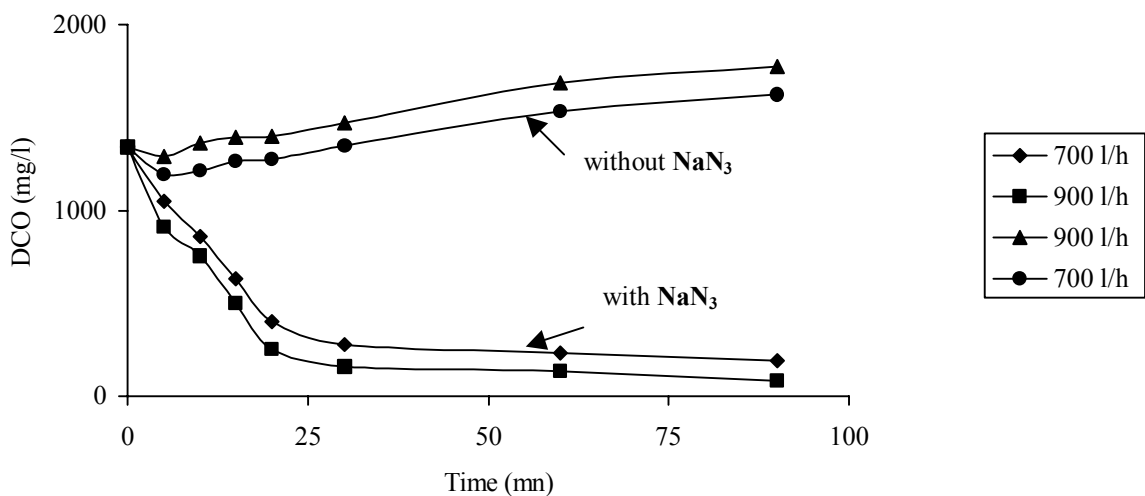 2000
1000
0
DCO (mg/l)
without NaN₃
with NaN₃
0
25
50
75
100
Time (mn)
700 l/h
900 l/h
900 l/h
700 l/h